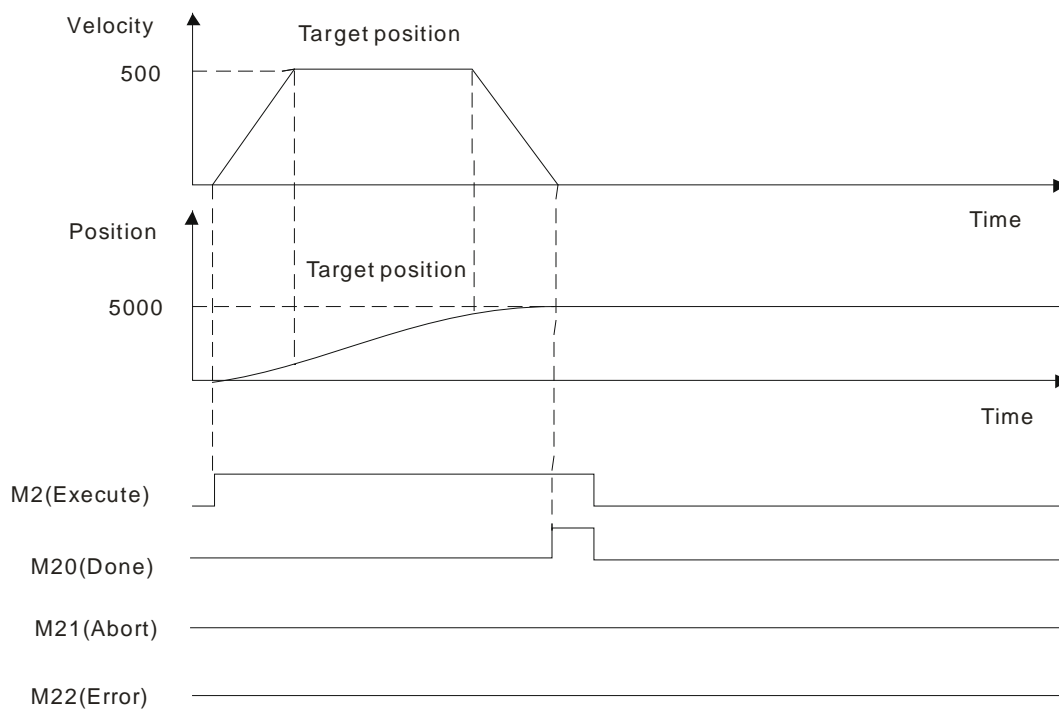 Velocity
Target position
500
Time
Position
Target position
5000
Time
M2(Execute)
M20(Done)
M21(Abort)
M22(Error)